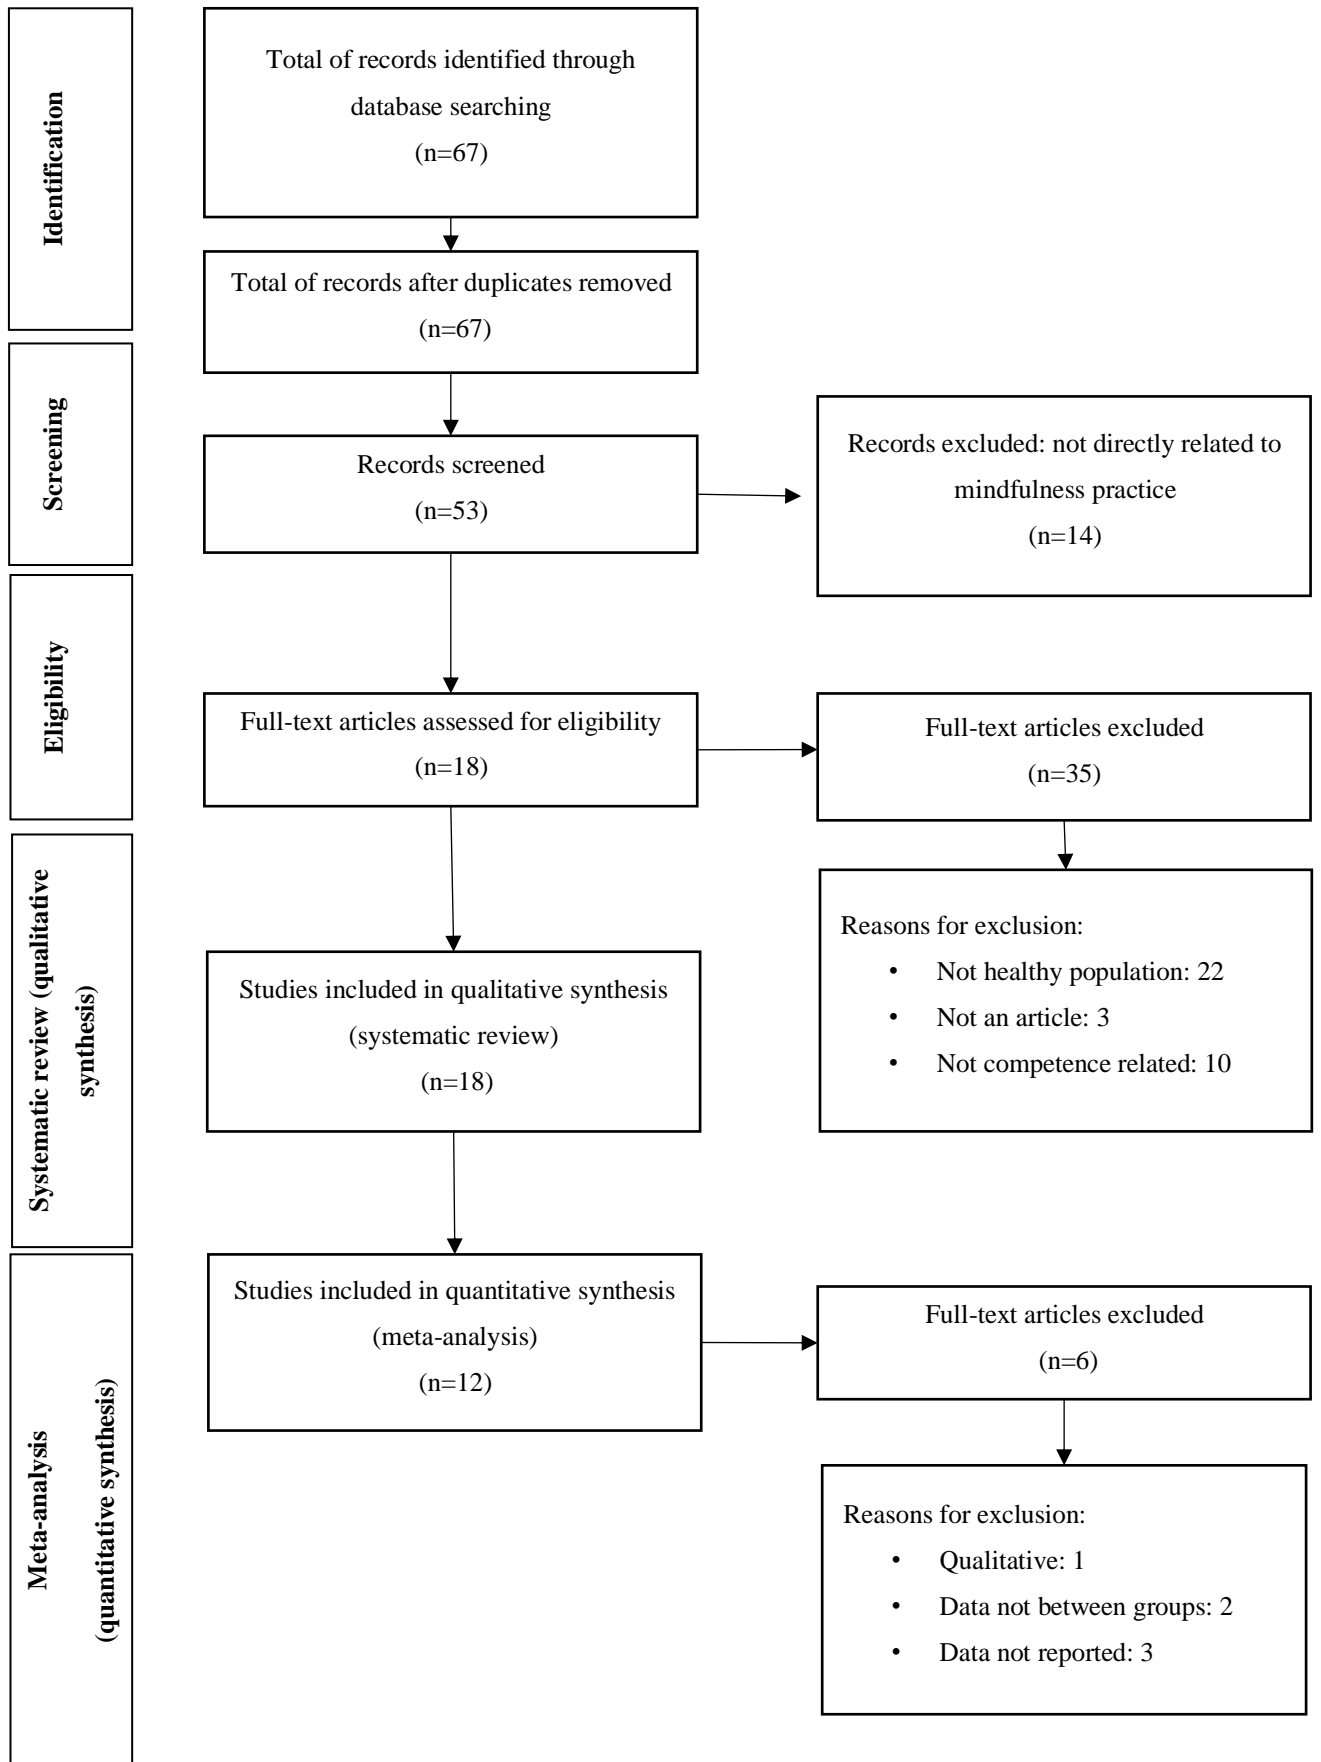 Identification
Total of records identified through
database searching
(n=67)
Total of records after duplicates removed
(n=67)
Screening
Records screened
(n=53)
Records excluded: not directly related to
mindfulness practice
(n=14)
Eligibility
Full-text articles assessed for eligibility
(n=18)
Full-text articles excluded
(n=35)
Reasons for exclusion:
• Not healthy population: 22
• Not an article: 3
• Not competence related: 10
Systematic review (qualitative
synthesis)
Studies included in qualitative synthesis
(systematic review)
(n=18)
Meta-analysis
(quantitative synthesis)
Studies included in quantitative synthesis
(meta-analysis)
(n=12)
Full-text articles excluded
(n=6)
Reasons for exclusion:
• Qualitative: 1
• Data not between groups: 2
• Data not reported: 3